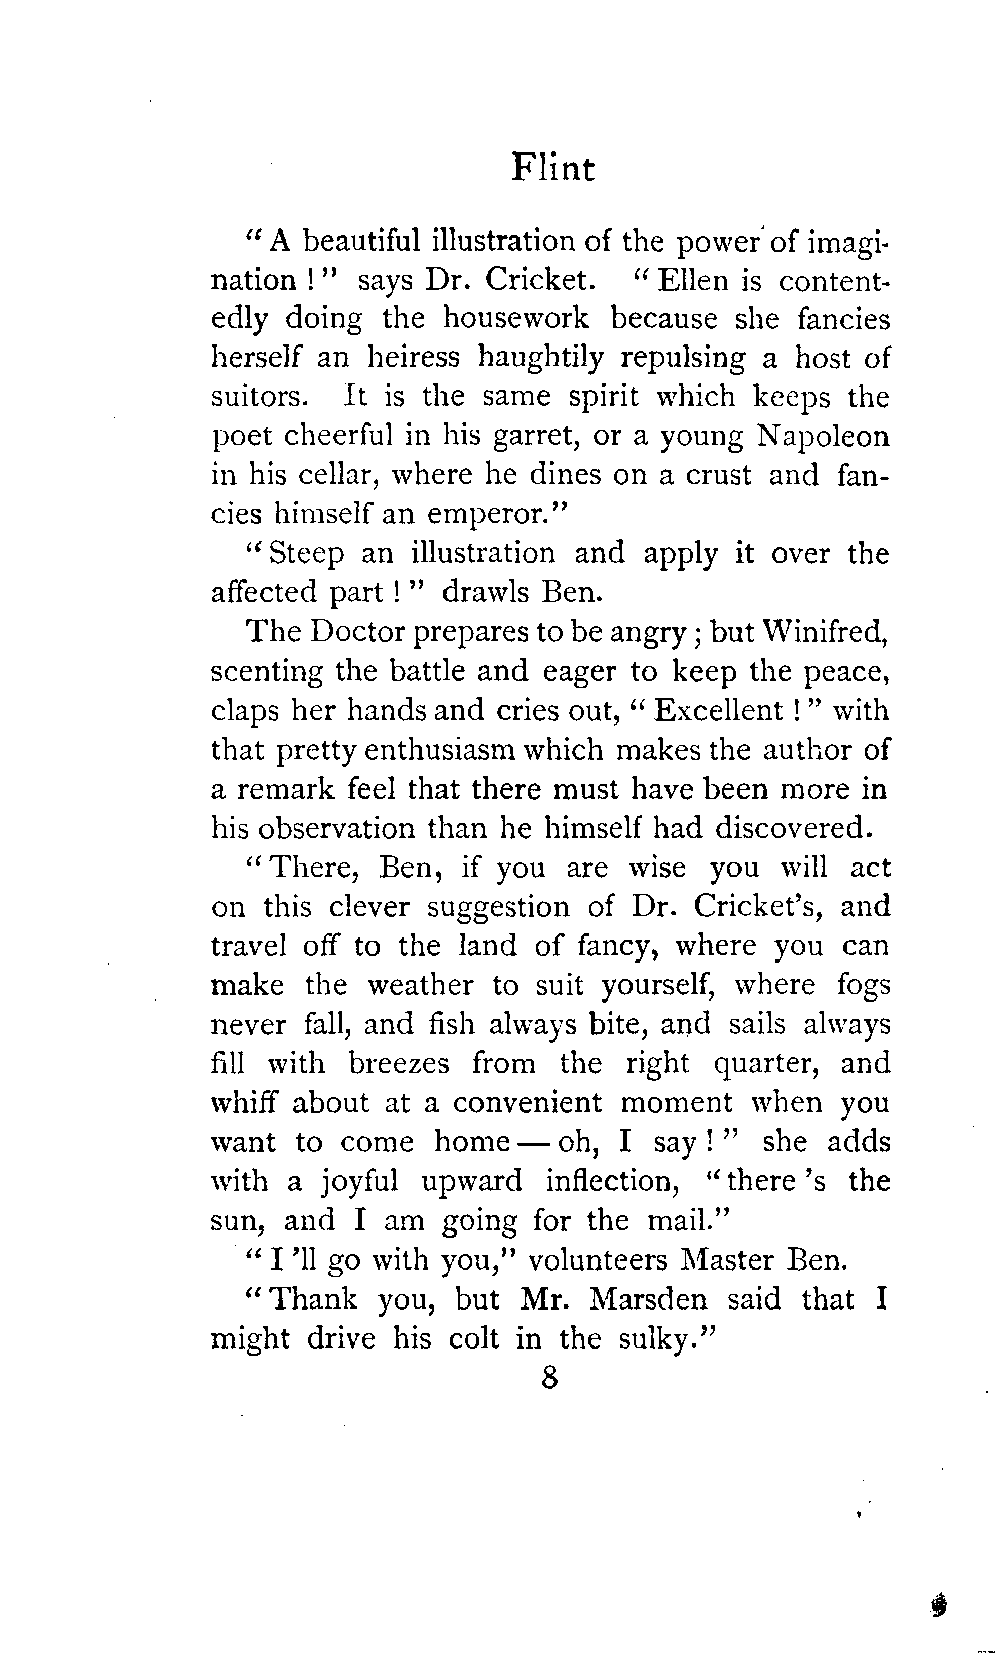 Flint
“A beautiful illustration of the power of imagi-
nation!” says Dr. Cricket. “Ellen is content-
edly doing the housework because she fancies
herself an heiress haughtily repulsing a host of
suitors. It is the same spirit which keeps the
poet cheerful in his garret, or a young Napoleon
in his cellar, where he dines on a crust and fan-
cies himself an emperor.”
“Steep an illustration and apply it over the
affected part!” drawls Ben.
The Doctor prepares to be angry; but Winifred,
scenting the battle and eager to keep the peace,
claps her hands and cries out, “Excellent!” with
that pretty enthusiasm which makes the author of
a remark feel that there must have been more in
his observation than he himself had discovered.
“There, Ben, if you are wise you will act
on this clever suggestion of Dr. Cricket’s, and
travel off to the land of fancy, where you can
make the weather to suit yourself, where fogs
never fall, and fish always bite, and sails always
fill with breezes from the right quarter, and
whiff about at a convenient moment when you
want to come home — oh, I say!” she adds
with a joyful upward inflection, “there ’s the
sun, and I am going for the mail.”
“I ’ll go with you,” volunteers Master Ben.
“Thank you, but Mr. Marsden said that I
might drive his colt in the sulky.”
8